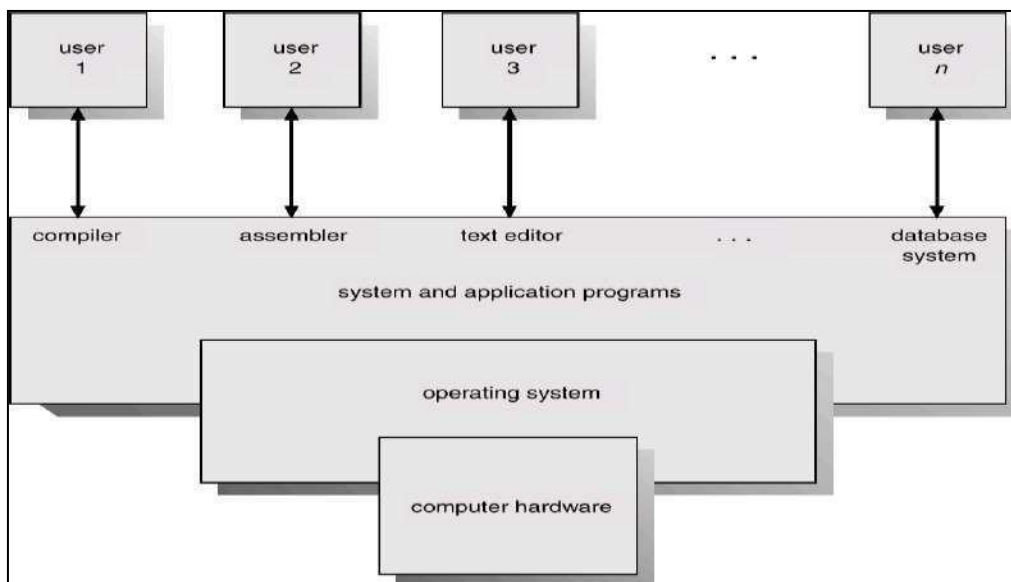 user
1
user
2
user
3
. . .
user
n
compiler
assembler
text editor
. . .
database
system
system and application programs
operating system
computer hardware